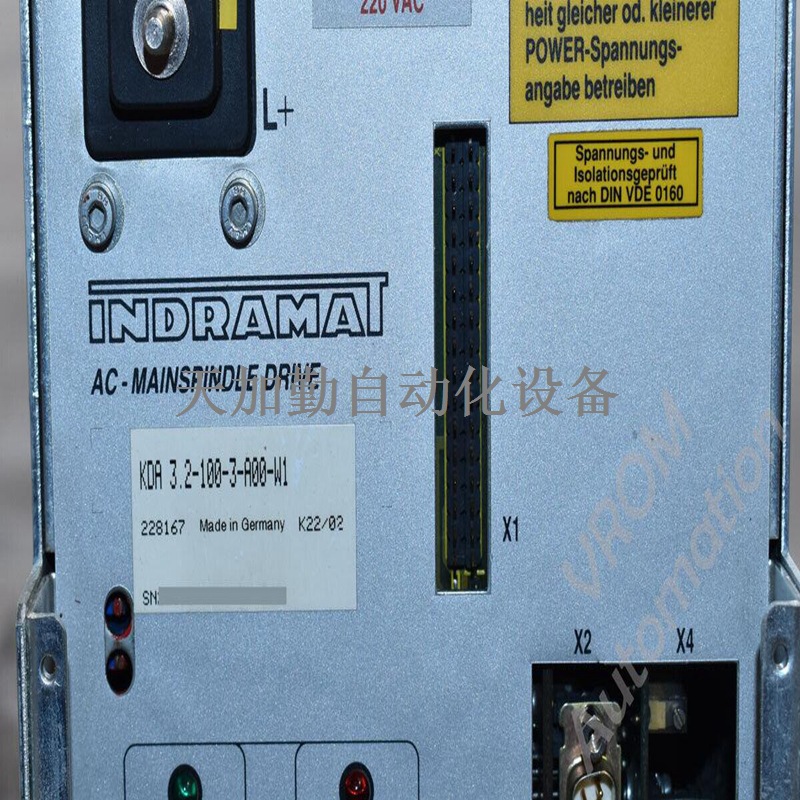 220 VAC
heit gleicher od. kleinerer
POWER-Spannungs-
angabe betreiben
L+
Spannungs- und
Isolationsgeprüft
nach DIN VDE 0160
INDRAMAT
AC - MAINSPINDLE DRIVE
天加勤自动化设备
KDA 3.2-100-3-A00-W1
228167 Made in Germany K22/02
SN:
X1
X2 X4
VROM
Automotion